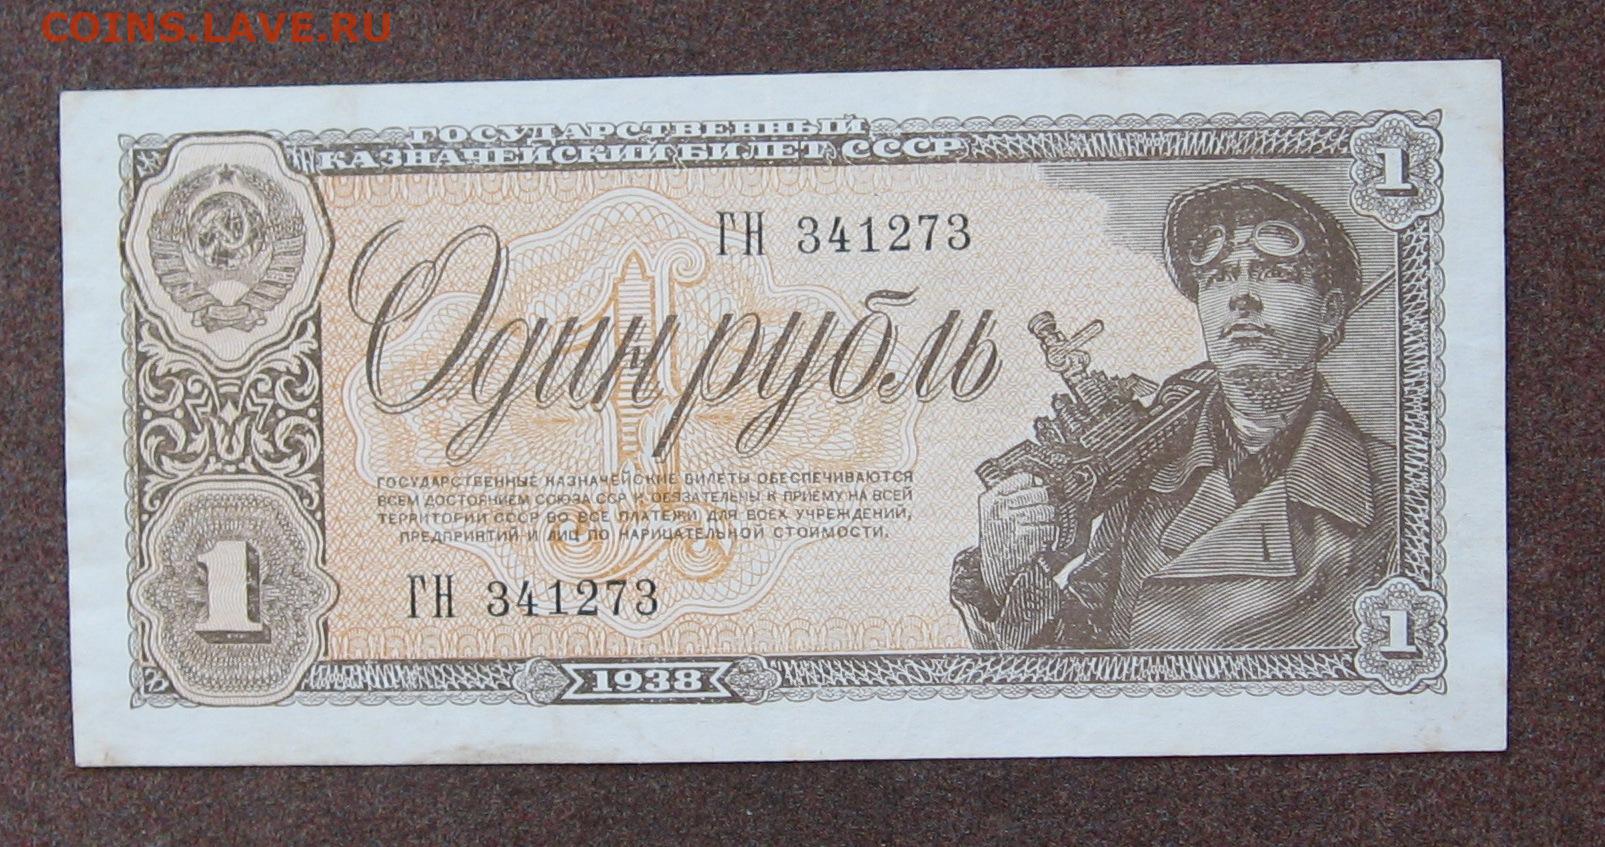 COINS.LAVE.RU
ГОСУДАРСТВЕННЫЙ
КАЗНАЧЕЙСКИЙ БИЛЕТ СССР
1
ГН 341273
Один рубль
1
ГОСУДАРСТВЕННЫЕ КАЗНАЧЕЙСКИЕ БИЛЕТЫ ОБЕСПЕЧИВАЮТСЯ
ВСЕМ ДОСТОЯНИЕМ СОЮЗА ССР И ОБЯЗАТЕЛЬНЫ К ПРИЕМУ НА ВСЕЙ
ТЕРРИТОРИИ СССР ВО ВСЕ ПЛАТЕЖИ ДЛЯ ВСЕХ УЧРЕЖДЕНИЙ,
ПРЕДПРИЯТИЙ И ЛИЦ ПО НАРИЦАТЕЛЬНОЙ СТОИМОСТИ.
1
ГН 341273
1
1938